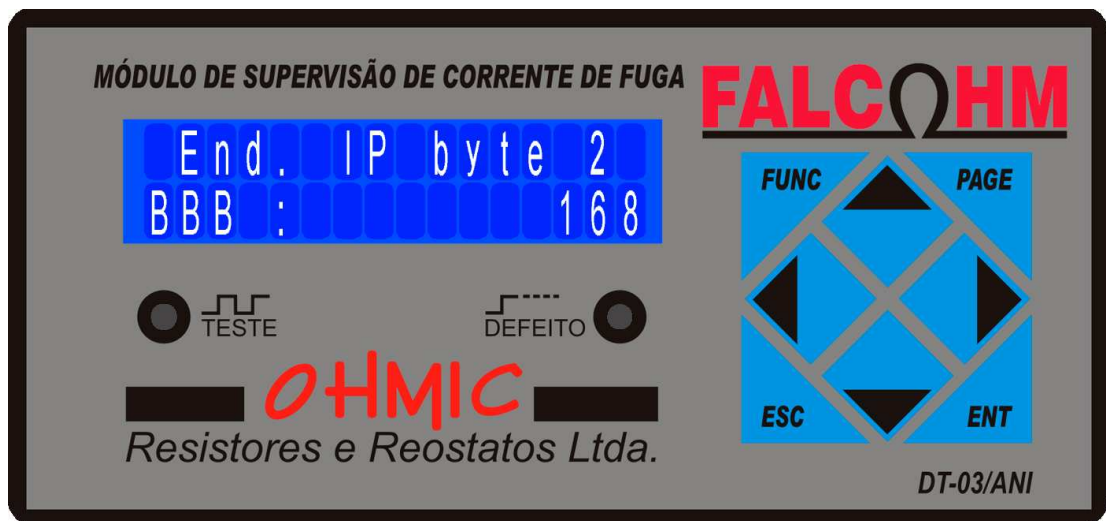 MÓDULO DE SUPERVISÃO DE CORRENTE DE FUGA
FALCΩHM
End. IP byte 2
BBB : 168
FUNC
PAGE
TESTE
DEFEITO
OHMIC
Resistores e Reostatos Ltda.
ESC
ENT
DT-03/ANI